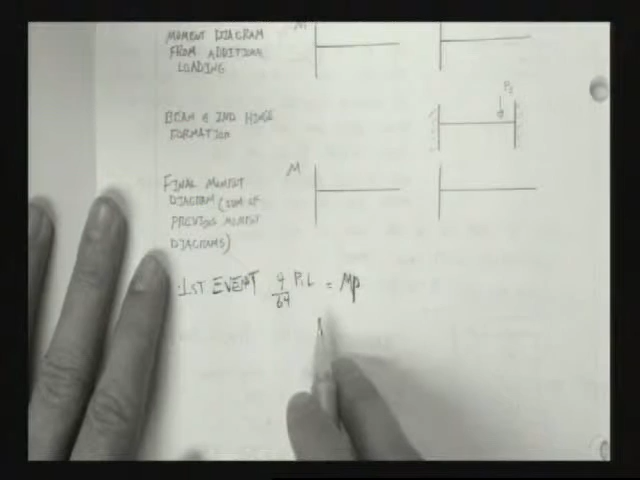 M
MOMENT DIAGRAM
FROM ADDITIONAL
LOADING
P2
BEAM @ 2ND HINGE
FORMATION
M
FINAL MOMENT
DIAGRAM (SUM OF
PREVIOUS MOMENT
DIAGRAMS)
1ST EVENT 9/64 P1L = Mp